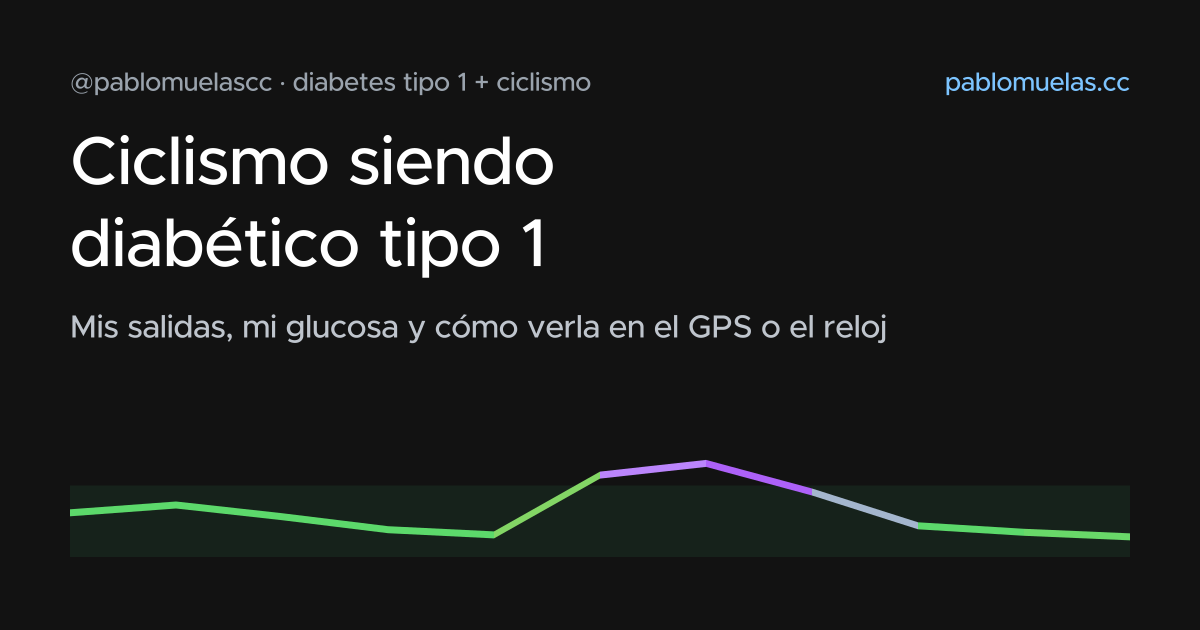 @pablomuelascc · diabetes tipo 1 + ciclismo
pablomuelas.cc
Ciclismo siendo
diabético tipo 1
Mis salidas, mi glucosa y cómo verla en el GPS o el reloj